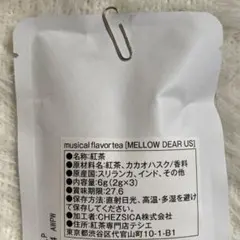 musical flavor tea [MELLOW DEAR US]
●名称:紅茶
●原材料:紅茶、カカオハスク/香料
●原産国:スリランカ、インド、その他
●内容量:6g(2g×3)
●賞味期限:27.6
●保存方法:直射日光、高温・多湿を避け
て保存してください。
●加工者:CHEZSICA株式会社
●住所:紅茶専門店テシエ
東京都渋谷区代官山町10-1-B1